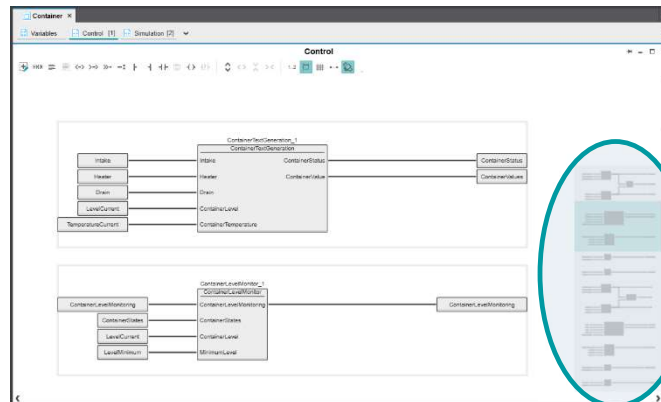 Container ×
Variables Control [1] Simulation [2]
Control
ContainerTextGeneration_1
ContainerTextGeneration
Intake Intake ContainerStatus ContainerStatus
Heater Heater ContainerValue ContainerValues
Drain Drain
LevelCurrent ContainerLevel
TemperatureCurrent ContainerTemperature
ContainerLevelMonitor_1
ContainerLevelMonitor
ContainerLevelMonitoring ContainerLevelMonitoring ContainerLevelMonitoring
ContainerStates ContainerStates
LevelCurrent ContainerLevel
LevelMinimum MinimumLevel